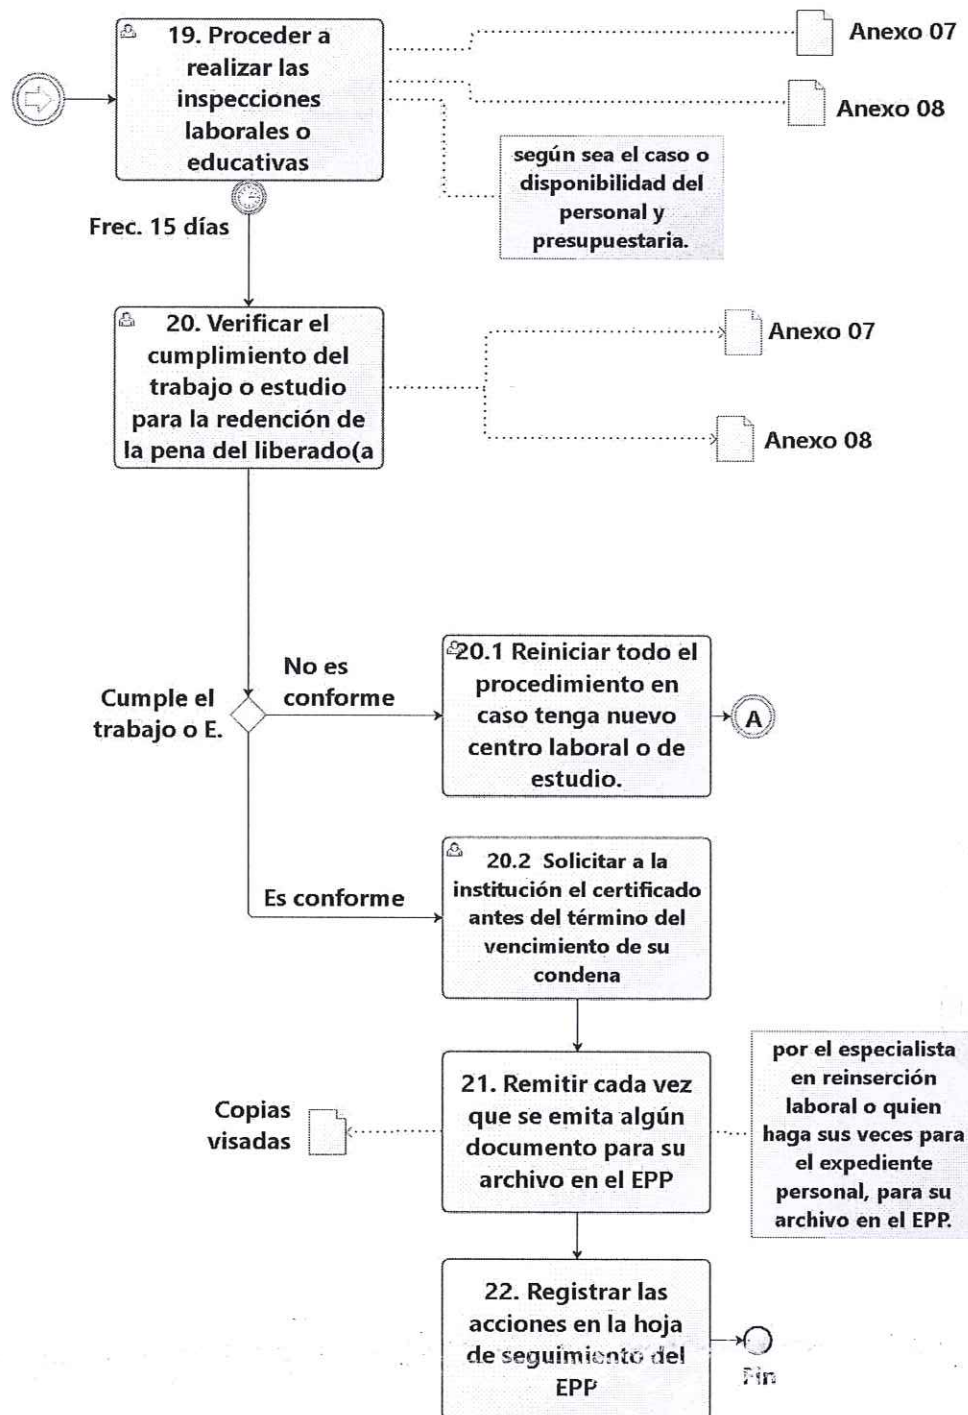 19. Proceder a
realizar las
inspecciones
laborales o
educativas
Anexo 07
Anexo 08
según sea el caso o
disponibilidad del
personal y
presupuestaria.
Frec. 15 días
20. Verificar el
cumplimiento del
trabajo o estudio
para la redención de
la pena del liberado(a
Anexo 07
Anexo 08
Cumple el
trabajo o E.
No es
conforme
20.1 Reiniciar todo el
procedimiento en
caso tenga nuevo
centro laboral o de
estudio.
A
Es conforme
20.2 Solicitar a la
institución el certificado
antes del término del
vencimiento de su
condena
21. Remitir cada vez
que se emita algún
documento para su
archivo en el EPP
Copias
visadas
por el especialista
en reinserción
laboral o quien
haga sus veces para
el expediente
personal, para su
archivo en el EPP.
22. Registrar las
acciones en la hoja
de seguimiento del
EPP
Fin